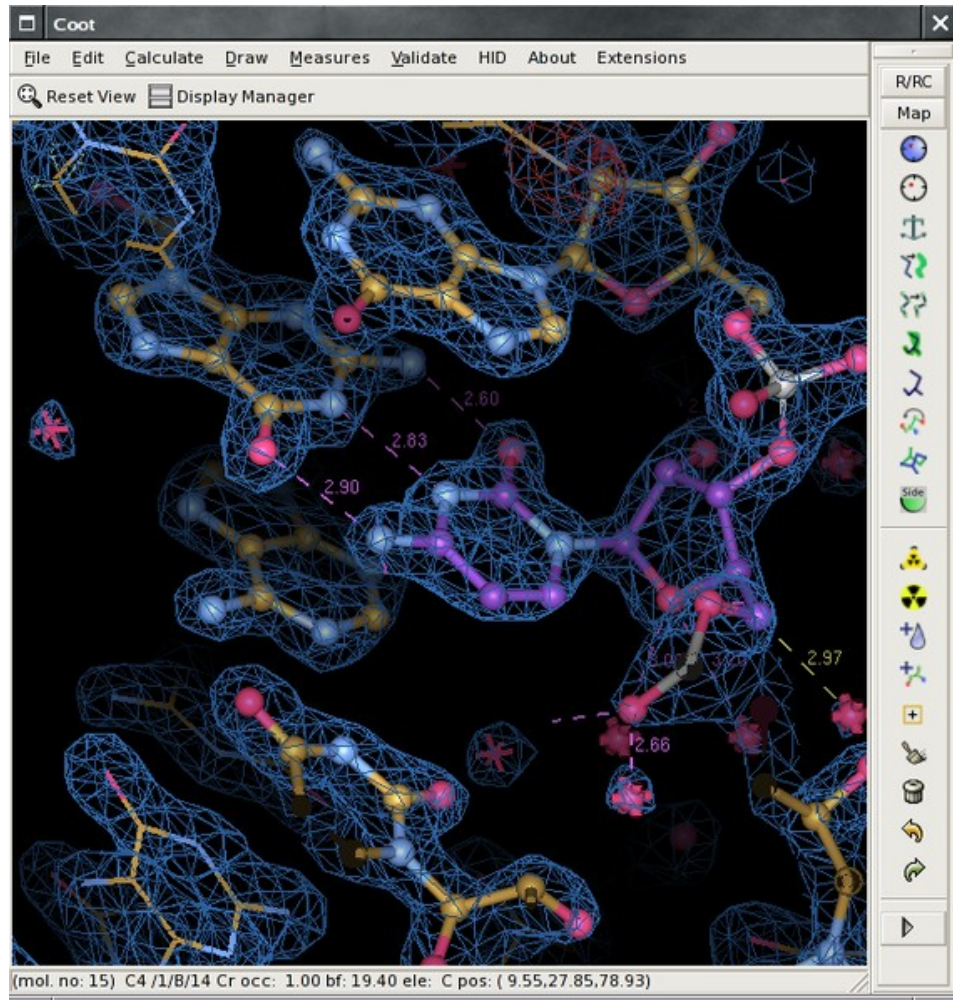 Coot
File Edit Calculate Draw Measures Validate HID About Extensions
Reset View Display Manager
R/RC
Map
2.60
2.83
2.90
Side
2.97
2.66
(mol. no: 15) C4 /1/B/14 Cr occ: 1.00 bf: 19.40 ele: C pos: ( 9.55,27.85,78.93)